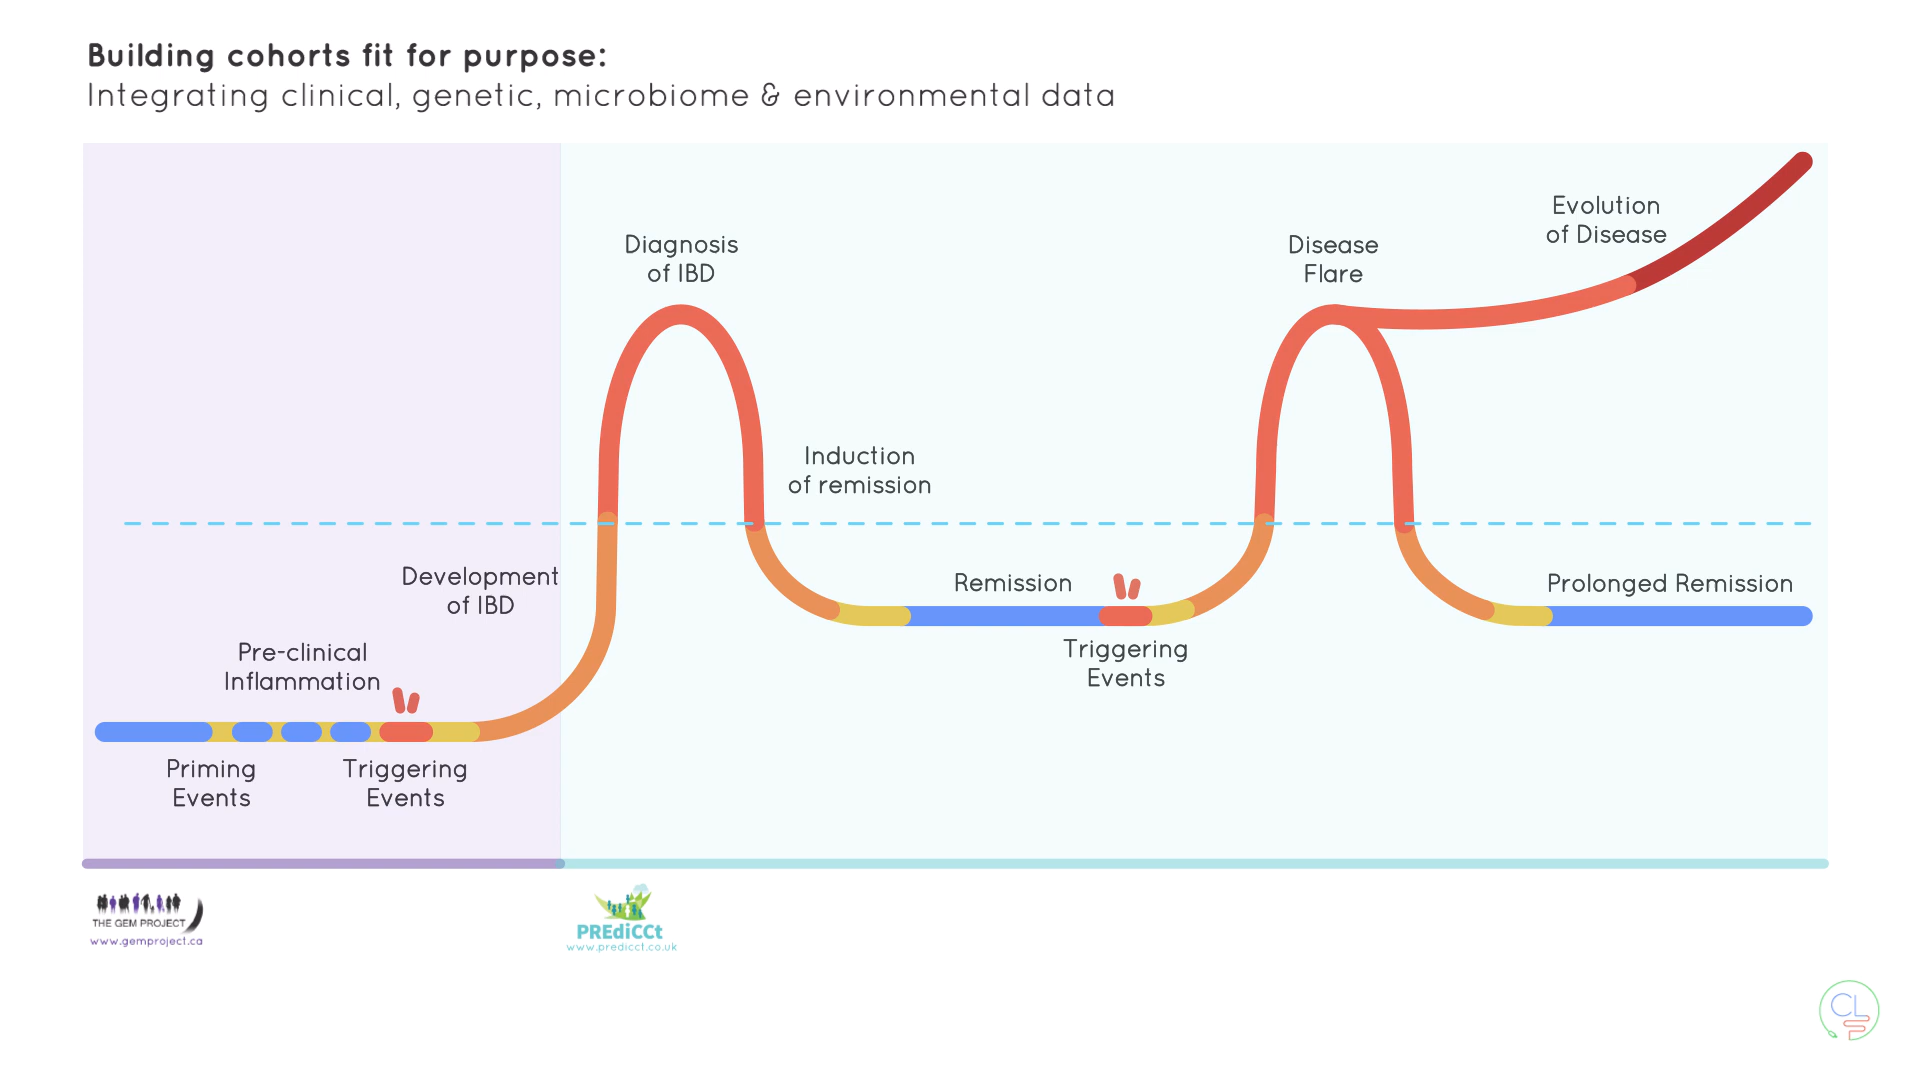 Building cohorts fit for purpose:
Integrating clinical, genetic, microbiome & environmental data
Evolution
of Disease
Diagnosis
of IBD
Disease
Flare
Induction
of remission
Development
of IBD
Remission
Prolonged Remission
Pre-clinical
Inflammation
Triggering
Events
Priming
Events
Triggering
Events
THE GEM PROJECT
www.gemproject.ca
PREdiCCt
www.predicct.co.uk
CL